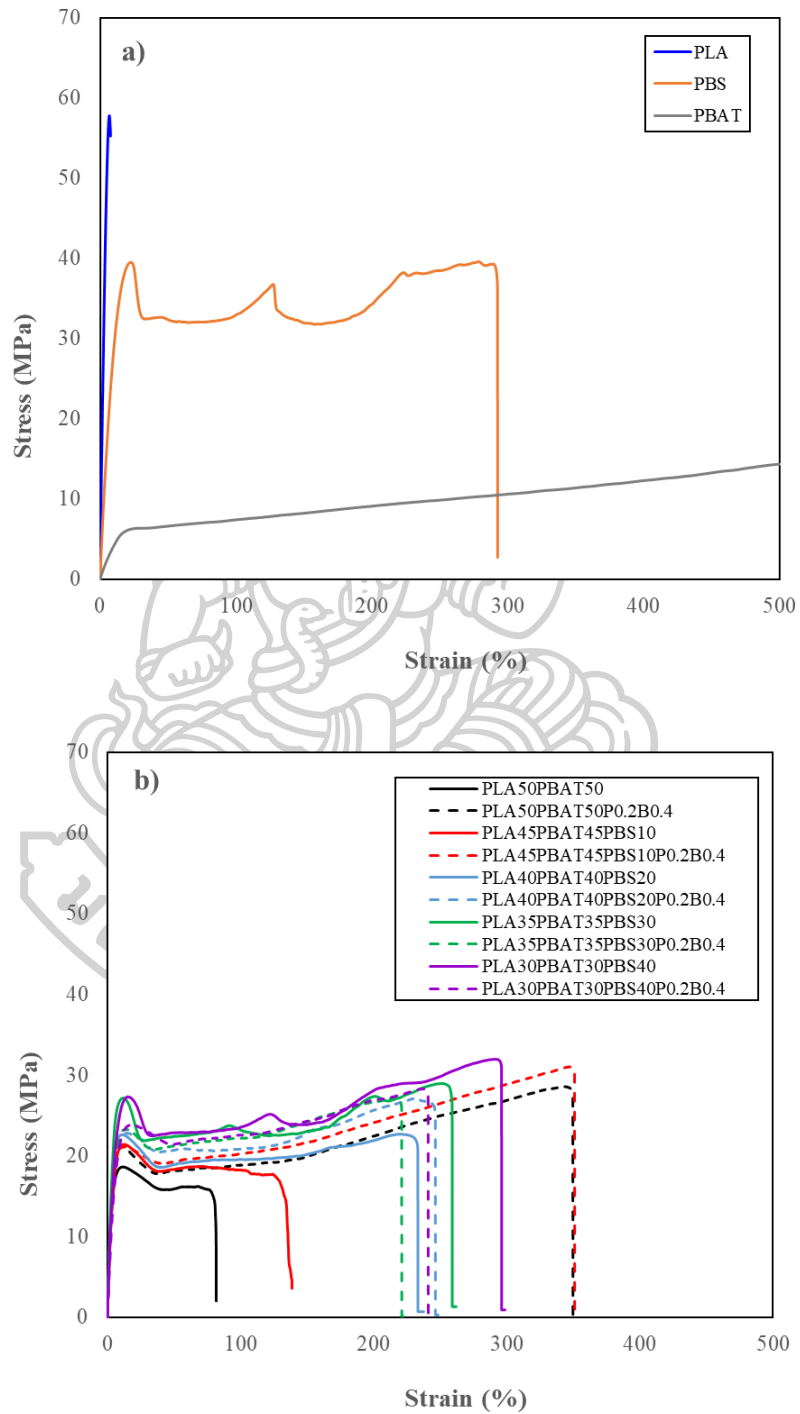 a)
PLA
PBS
PBAT
70
60
50
40
30
20
10
0
Stress (MPa)
0
100
200
300
400
500
Strain (%)
b)
PLA50PBAT50
PLA50PBAT50P0.2B0.4
PLA45PBAT45PBS10
PLA45PBAT45PBS10P0.2B0.4
PLA40PBAT40PBS20
PLA40PBAT40PBS20P0.2B0.4
PLA35PBAT35PBS30
PLA35PBAT35PBS30P0.2B0.4
PLA30PBAT30PBS40
PLA30PBAT30PBS40P0.2B0.4
70
60
50
40
30
20
10
0
Stress (MPa)
0
100
200
300
400
500
Strain (%)